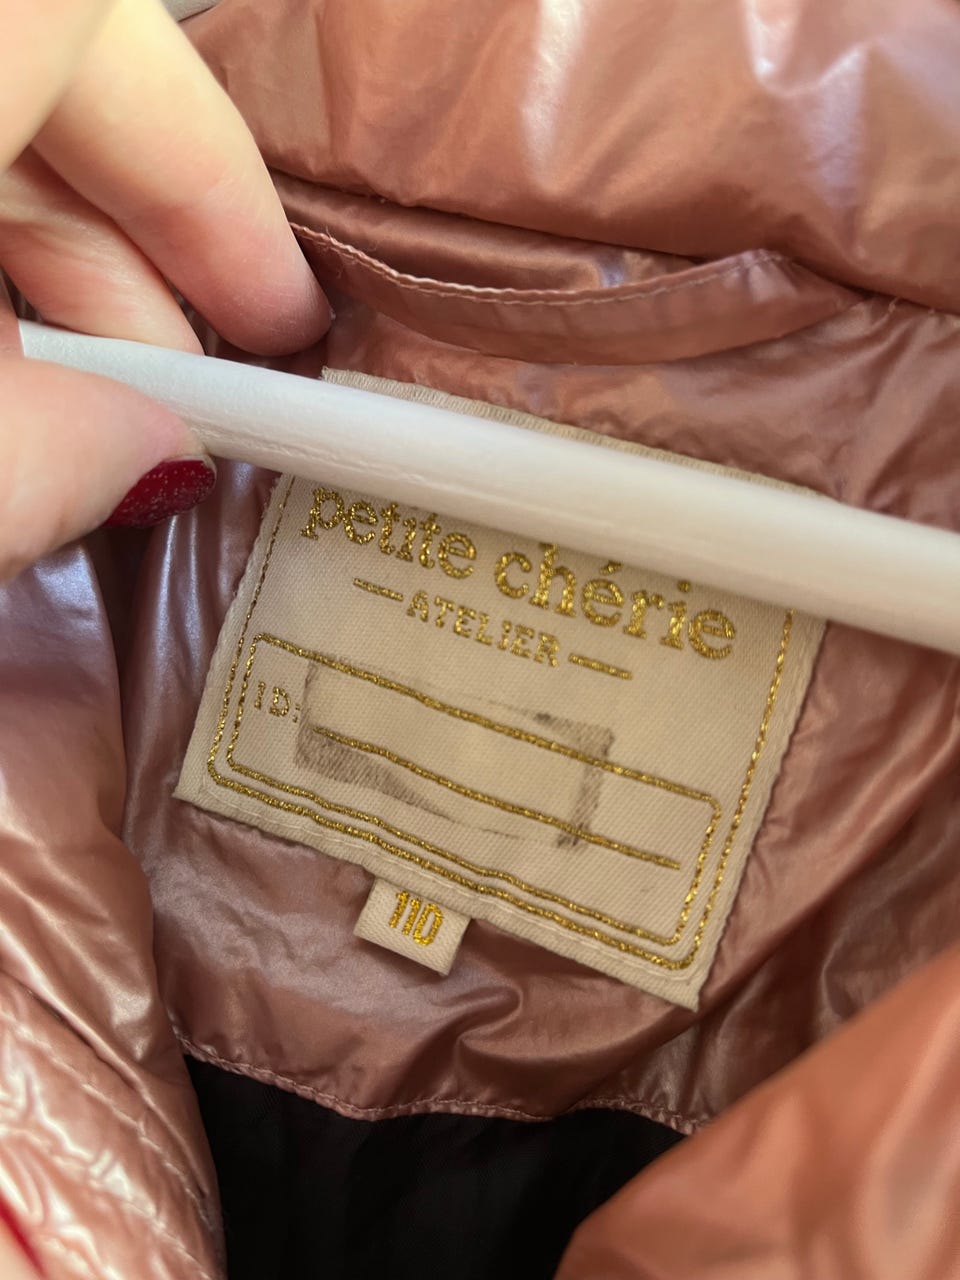 petite chérie
ATELIER
ID:
110